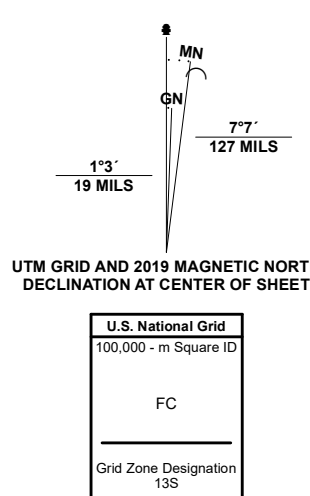 MN
GN
7°7´
127 MILS
1°3´
19 MILS
UTM GRID AND 2019 MAGNETIC NORT
DECLINATION AT CENTER OF SHEET
U.S. National Grid
100,000 - m Square ID
FC
Grid Zone Designation
13S